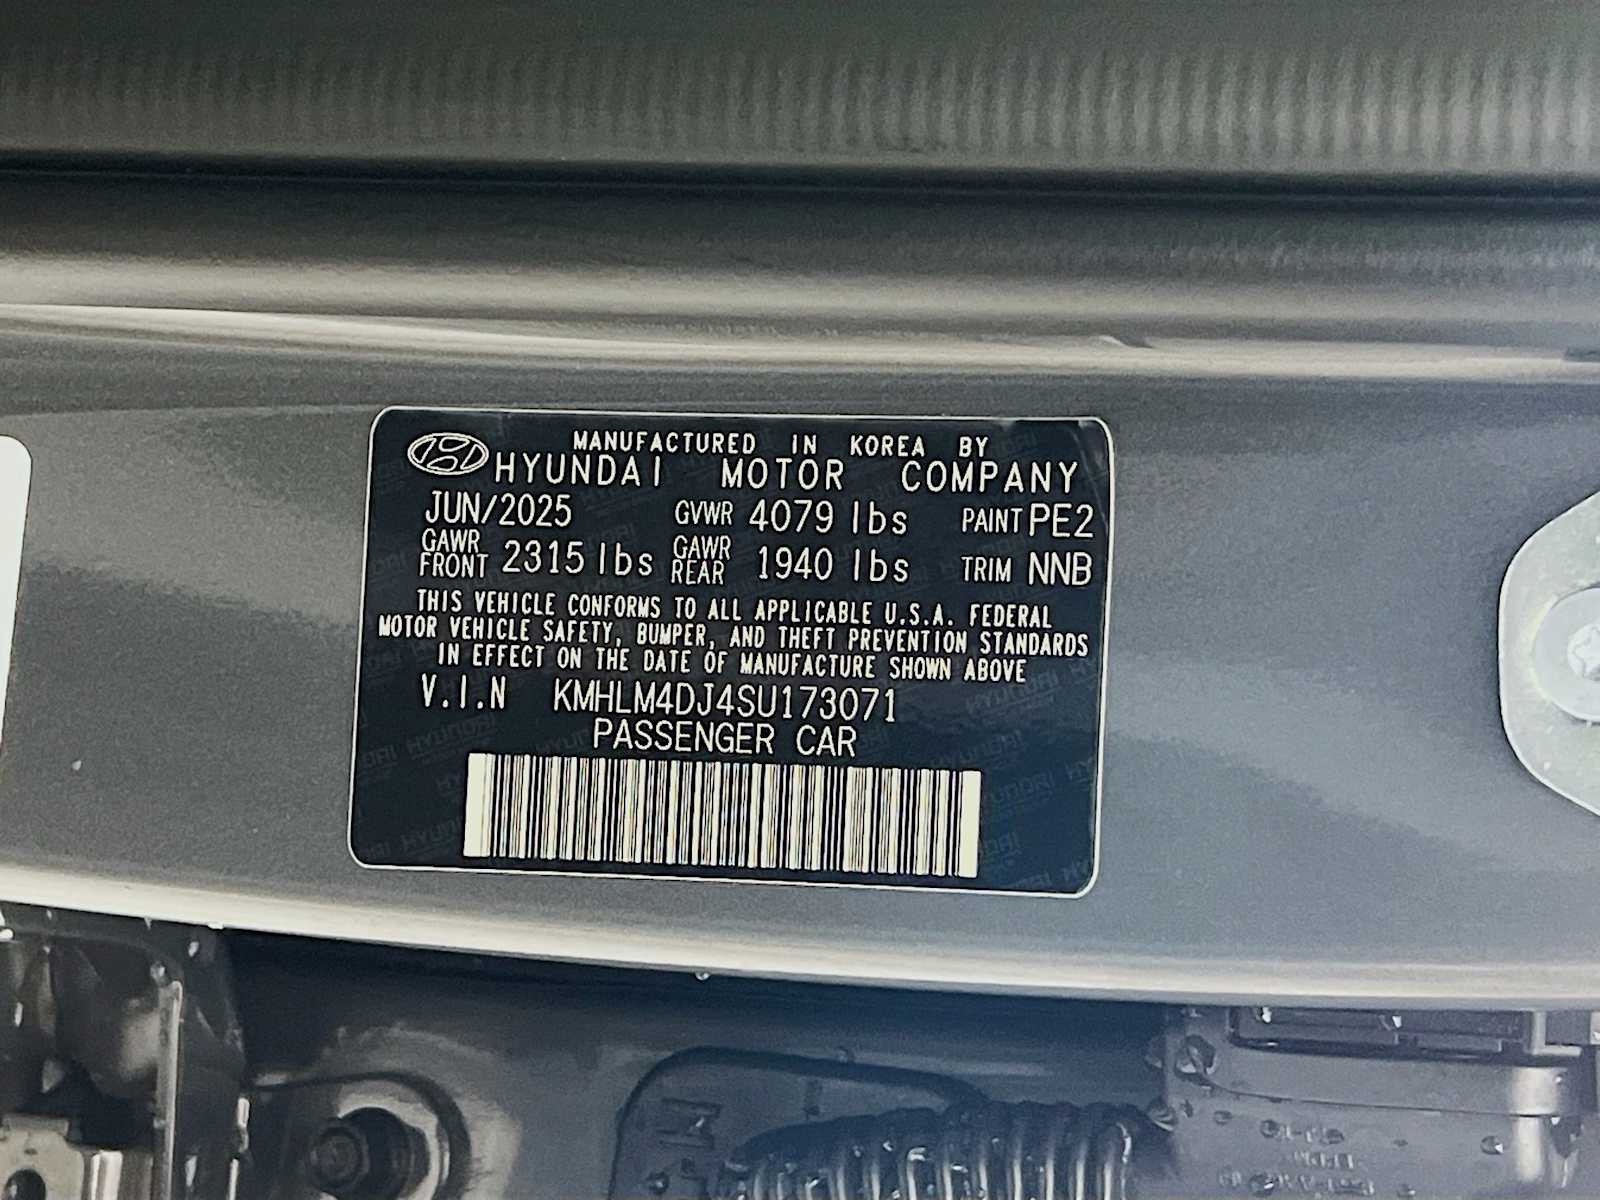 MANUFACTURED IN KOREA BY
HYUNDAI MOTOR COMPANY
JUN/2025 GVWR 4079 lbs PAINT PE2
GAWR FRONT 2315 lbs GAWR REAR 1940 lbs TRIM NNB
THIS VEHICLE CONFORMS TO ALL APPLICABLE U.S.A. FEDERAL
MOTOR VEHICLE SAFETY, BUMPER, AND THEFT PREVENTION STANDARDS
IN EFFECT ON THE DATE OF MANUFACTURE SHOWN ABOVE
V.I.N KMHLM4DJ4SU173071
PASSENGER CAR